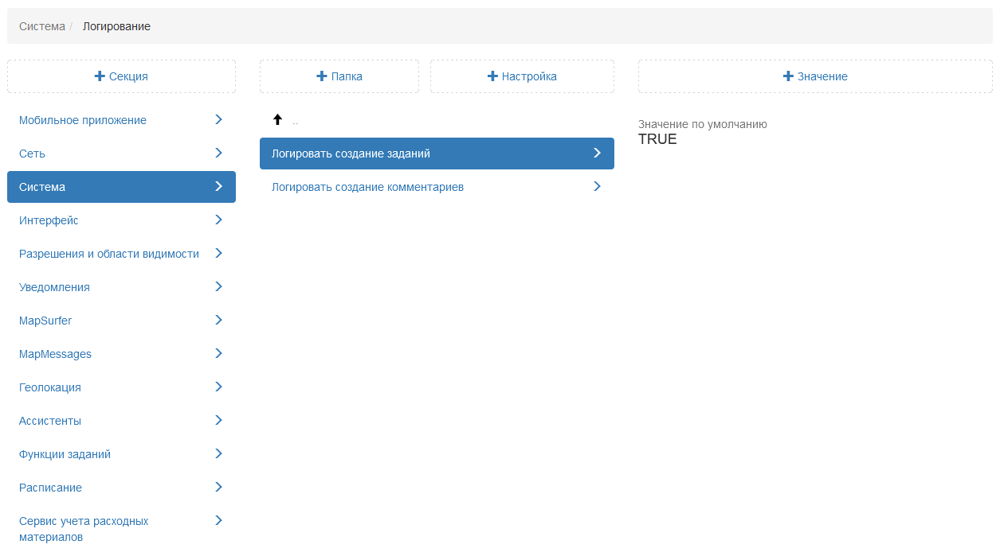 Система / Логирование
Секция
Папка
Настройка
Значение
Мобильное приложение
Сеть
Система
Интерфейс
Разрешения и области видимости
Уведомления
MapSurfer
MapMessages
Геолокация
Ассистенты
Функции заданий
Расписание
Сервис учета расходных
материалов
..
Логировать создание заданий
Логировать создание комментариев
Значение по умолчанию
TRUE